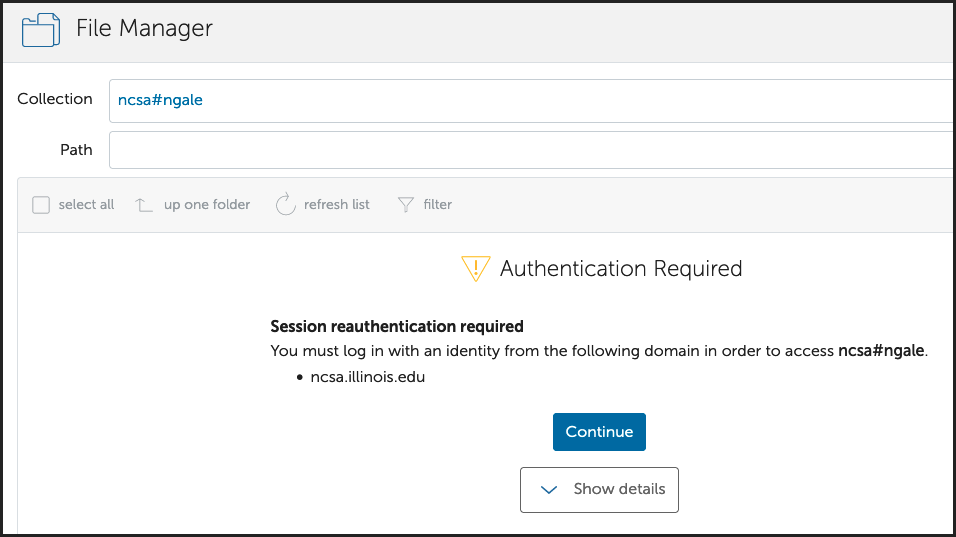 File Manager
Collection ncsa#ngale
Path
select all up one folder refresh list filter
Authentication Required
Session reauthentication required
You must log in with an identity from the following domain in order to access ncsa#ngale.
• ncsa.illinois.edu
Continue
Show details